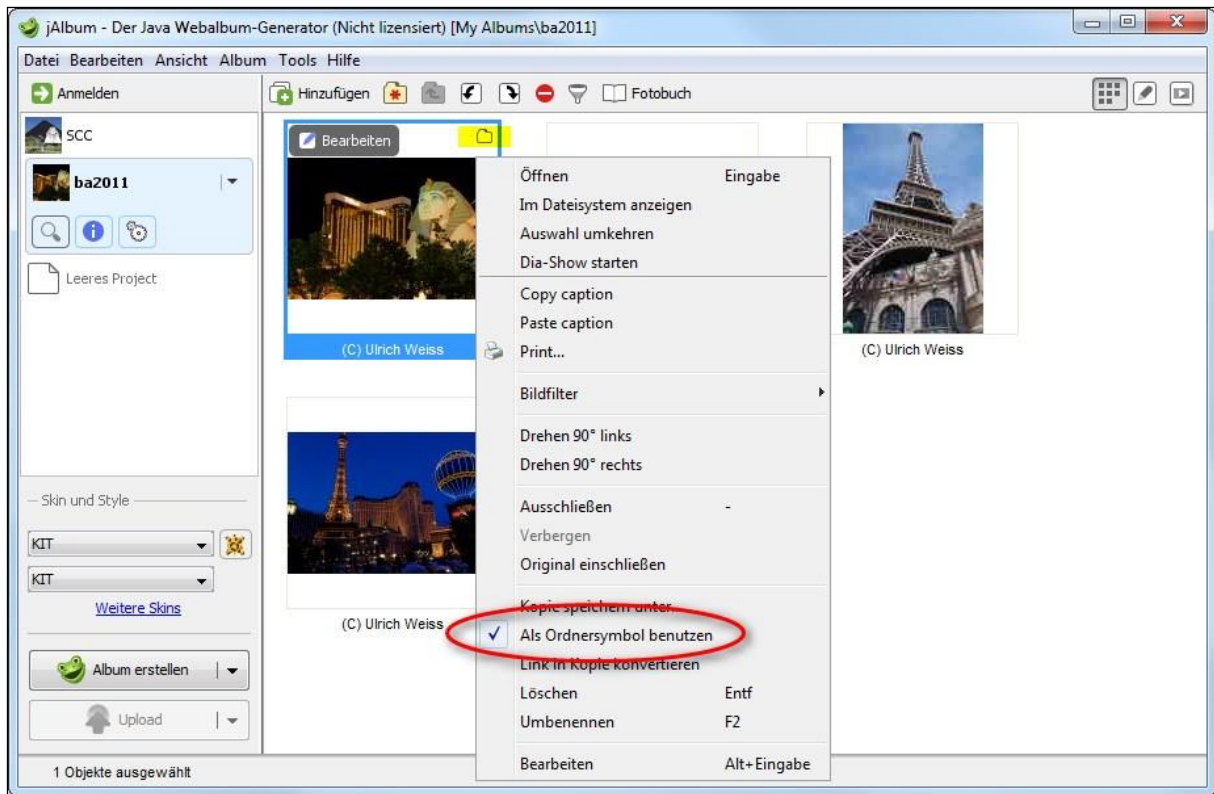 jAlbum - Der Java Webalbum-Generator (Nicht lizensiert) [My Albums\ba2011]
Datei Bearbeiten Ansicht Album Tools Hilfe
Anmelden
Hinzufügen
Fotobuch
SCC
ba2011
Leeres Project
Skin und Style
KIT
KIT
Weitere Skins
Album erstellen
Upload
1 Objekte ausgewählt
Bearbeiten
(C) Ulrich Weiss
(C) Ulrich Weiss
(C) Ulrich Weiss
Öffnen Eingabe
Im Dateisystem anzeigen
Auswahl umkehren
Dia-Show starten
Copy caption
Paste caption
Print...
Bildfilter
Drehen 90° links
Drehen 90° rechts
Ausschließen -
Verbergen
Original einschließen
Kopie speichern unter...
Als Ordnersymbol benutzen
Link in Kopie konvertieren
Löschen Entf
Umbenennen F2
Bearbeiten Alt+Eingabe